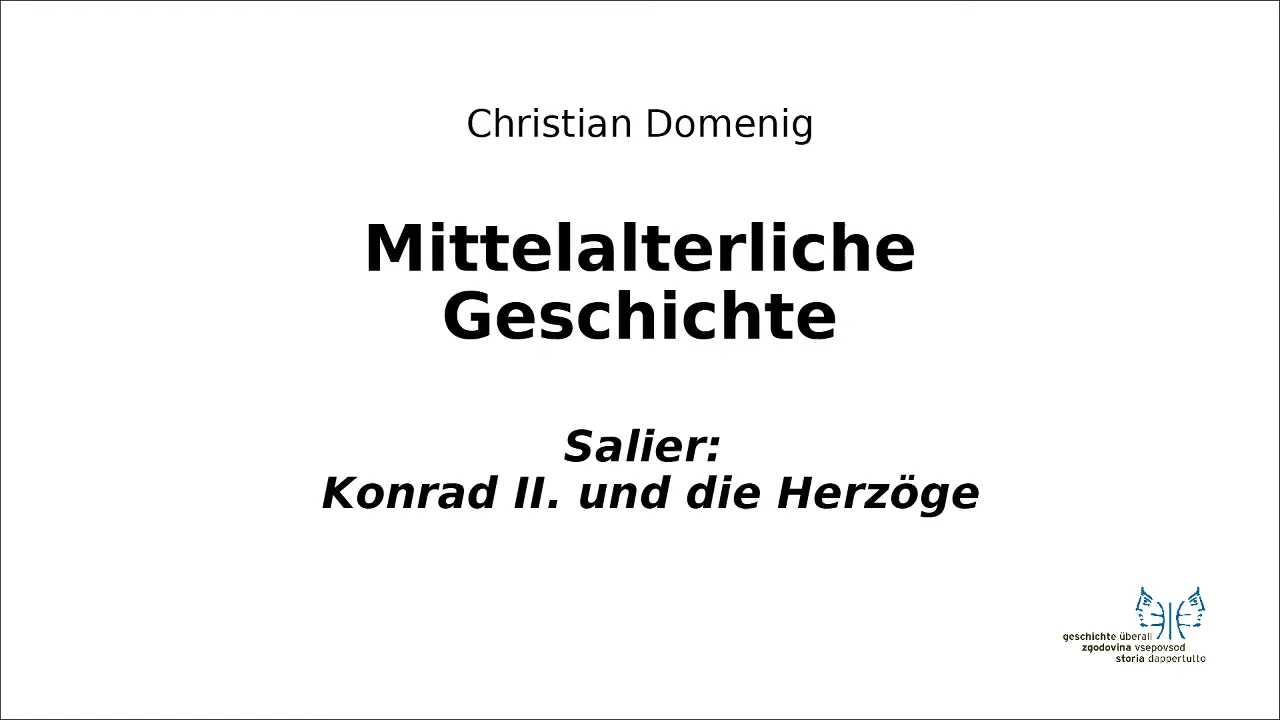 Christian Domenig
Mittelalterliche
Geschichte
Salier:
Konrad II. und die Herzöge
geschichte überall
zgodovina vsepovsod
storia dappertutto